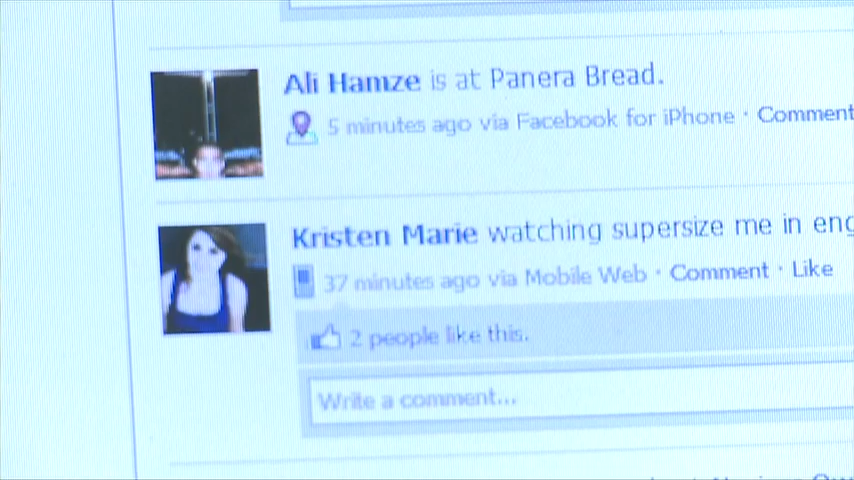 Ali Hamze is at Panera Bread.
5 minutes ago via Facebook for iPhone · Comment
Kristen Marie watching supersize me in eng
37 minutes ago via Mobile Web · Comment · Like
2 people like this.
Write a comment...